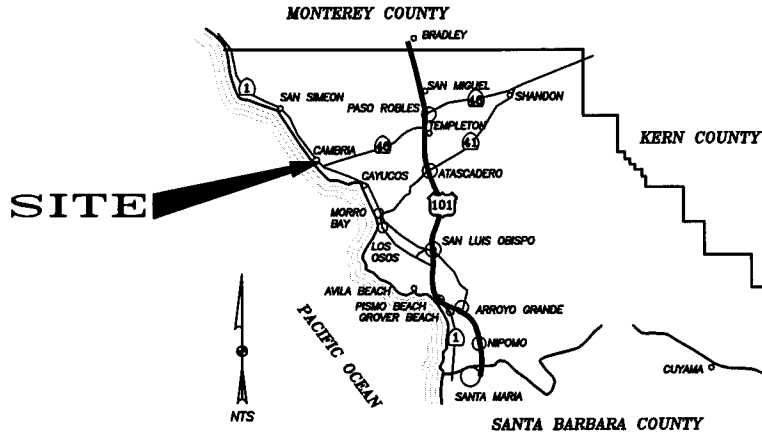 MONTEREY COUNTY
BRADLEY
1
SAN SIMEON
SAN MIGUEL
46
SHANDON
PASO ROBLES
TEMPLETON
KERN COUNTY
46
41
CAMBRIA
CAYUCOS
ATASCADERO
SITE
101
MORRO
BAY
LOS
OSOS
SAN LUIS OBISPO
AVILA BEACH
PISMO BEACH
GROVER BEACH
ARROYO GRANDE
PACIFIC OCEAN
1
NIPOMO
CUYAMA
NTS
SANTA MARIA
SANTA BARBARA COUNTY